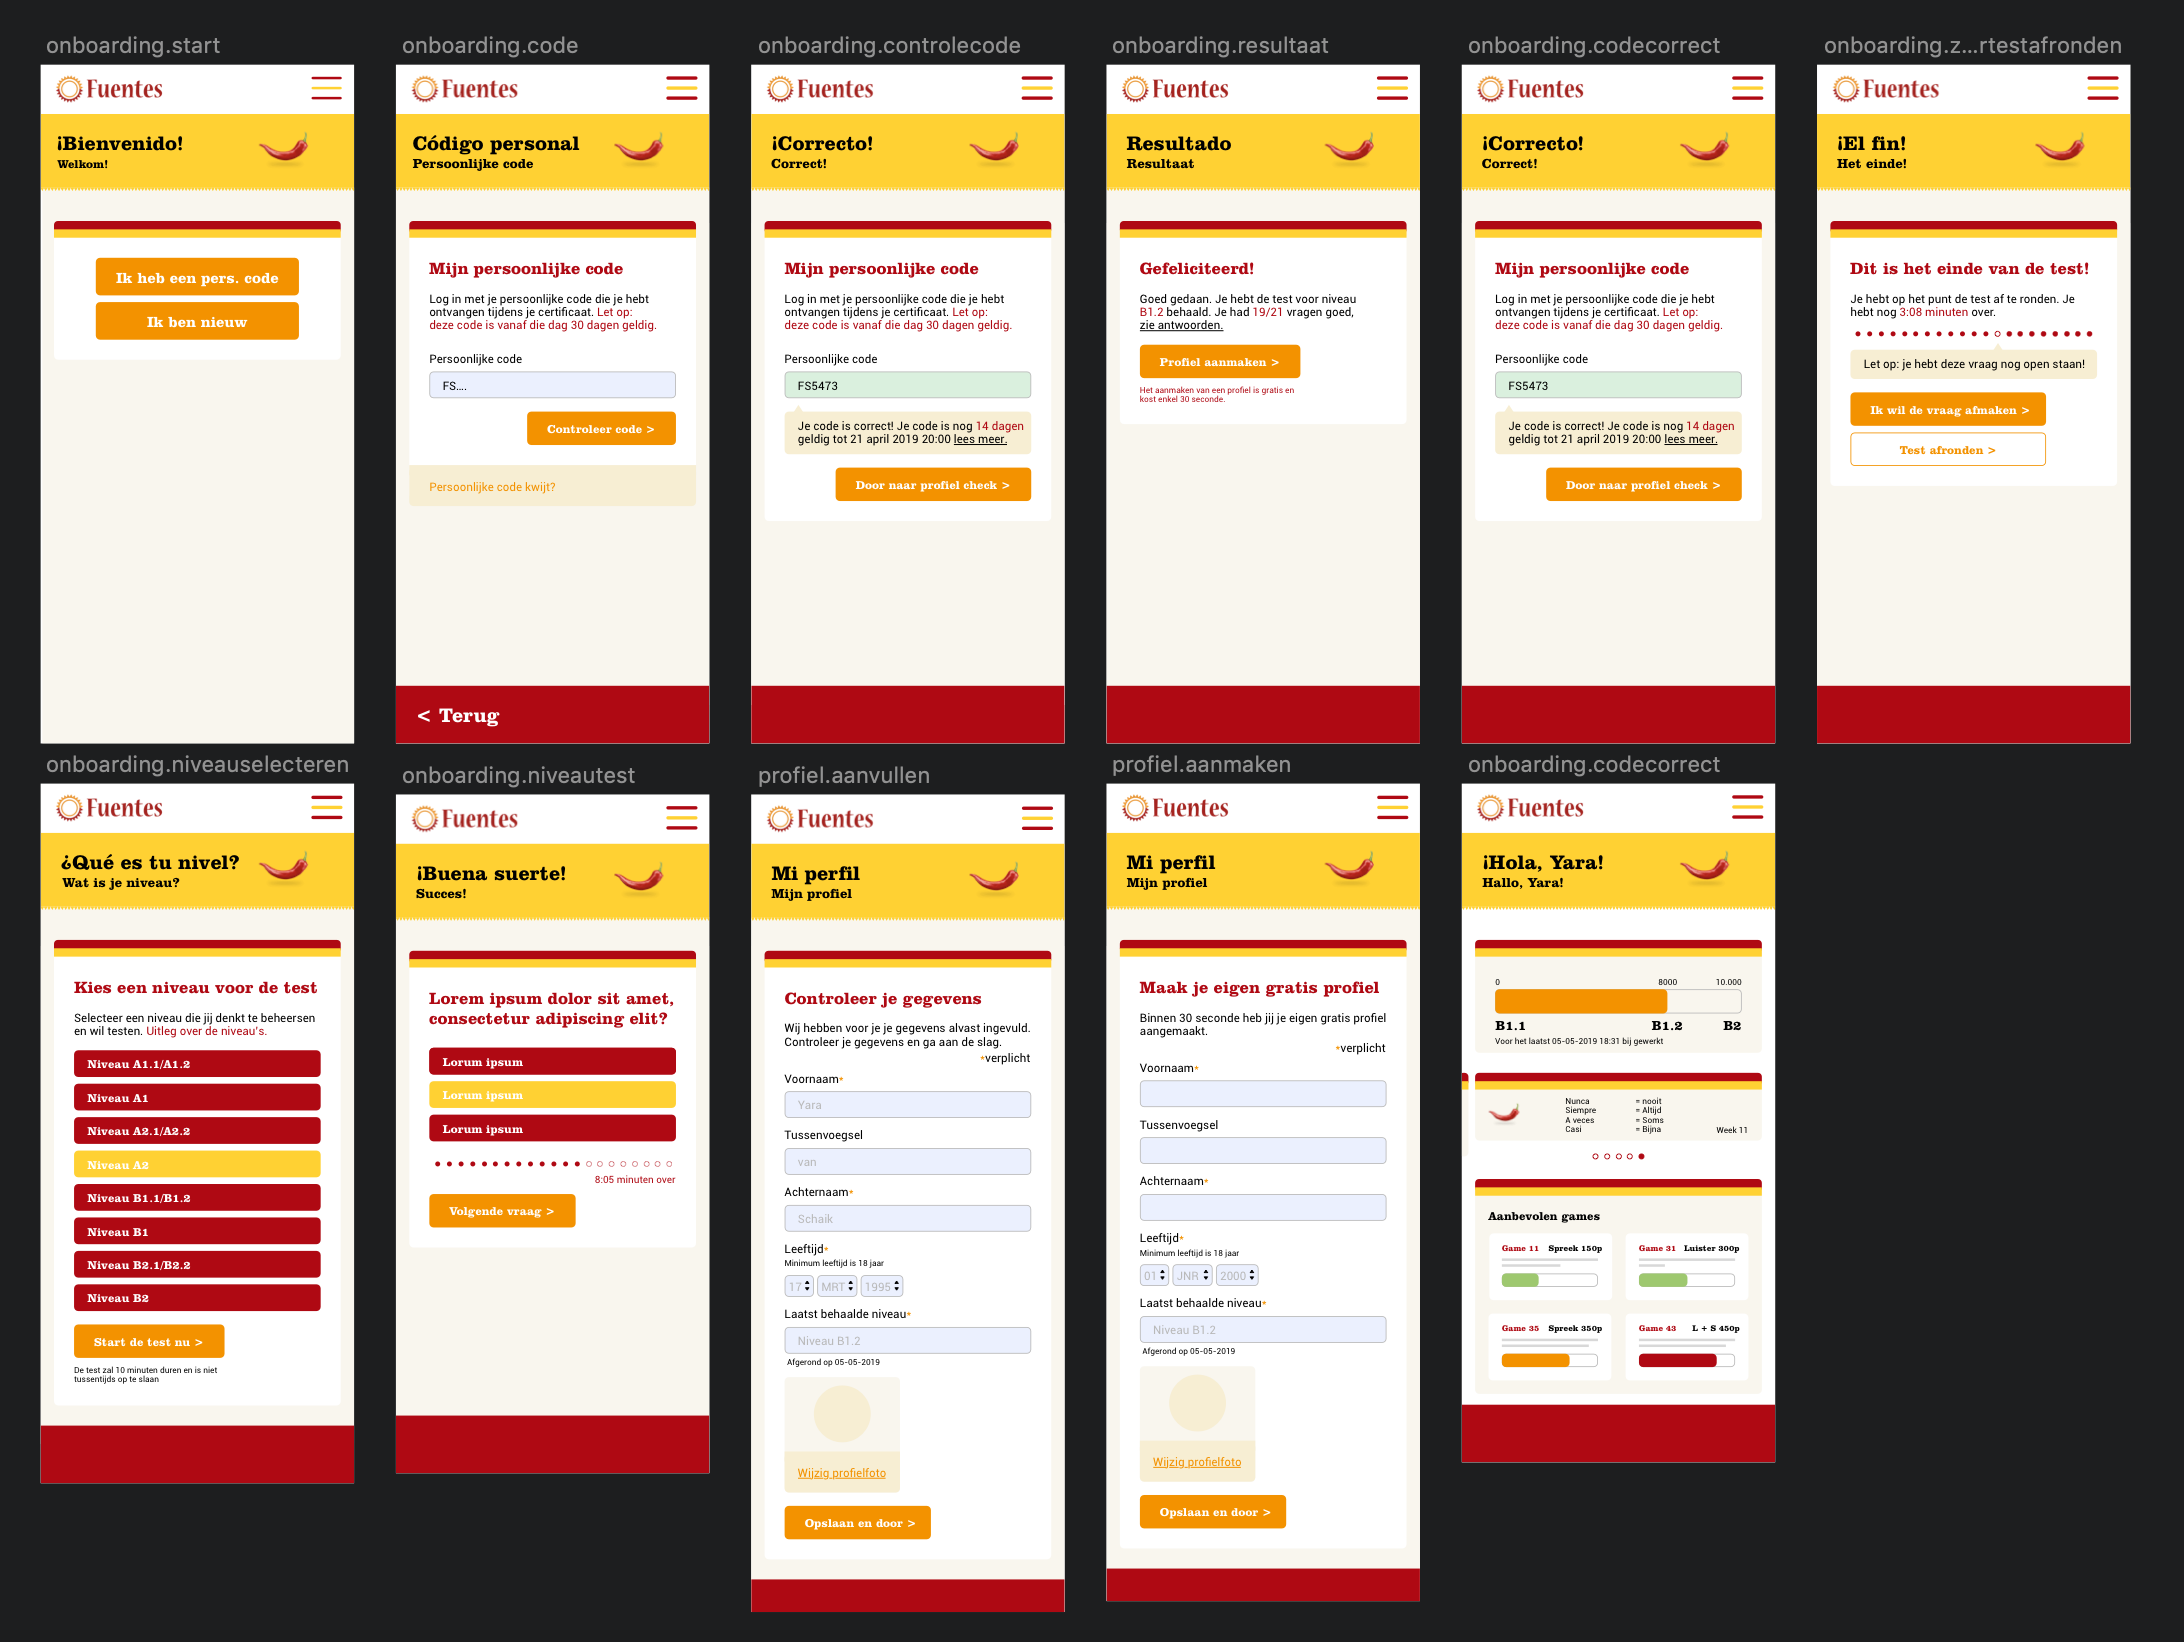 onboarding.start
Fuentes
¡Bienvenido!
Welkom!
Ik heb een pers. code
Ik ben nieuw
onboarding.code
Fuentes
Código personal
Persoonlijke code
Mijn persoonlijke code
Log in met je persoonlijke code die je hebt
ontvangen tijdens je certificaat. Let op:
deze code is vanaf die dag 30 dagen geldig.
Persoonlijke code
FS....
Controleer code >
Persoonlijke code kwijt?
< Terug
onboarding.controlecode
Fuentes
¡Correcto!
Correct!
Mijn persoonlijke code
Log in met je persoonlijke code die je hebt
ontvangen tijdens je certificaat. Let op:
deze code is vanaf die dag 30 dagen geldig.
Persoonlijke code
FS5473
Je code is correct! Je code is nog 14 dagen
geldig tot 21 april 2019 20:00 lees meer.
Door naar profiel check >
onboarding.resultaat
Fuentes
Resultado
Resultaat
Gefeliciteerd!
Goed gedaan. Je hebt de test voor niveau
B1.2 behaald. Je had 19/21 vragen goed,
zie antwoorden.
Profiel aanmaken >
Het aanmaken van een profiel is gratis en
kost enkel 30 seconde.
onboarding.codecorrect
Fuentes
¡Correcto!
Correct!
Mijn persoonlijke code
Log in met je persoonlijke code die je hebt
ontvangen tijdens je certificaat. Let op:
deze code is vanaf die dag 30 dagen geldig.
Persoonlijke code
FS5473
Je code is correct! Je code is nog 14 dagen
geldig tot 21 april 2019 20:00 lees meer.
Door naar profiel check >
onboarding.z...rtestafronden
Fuentes
¡El fin!
Het einde!
Dit is het einde van de test!
Je hebt op het punt de test af te ronden. Je
hebt nog 3:08 minuten over.
Let op: je hebt deze vraag nog open staan!
Ik wil de vraag afmaken >
Test afronden >
onboarding.niveauselecteren
Fuentes
¿Qué es tu nivel?
Wat is je niveau?
Kies een niveau voor de test
Selecteer een niveau die jij denkt te beheersen
en wil testen. Uitleg over de niveau's.
Niveau A1.1/A1.2
Niveau A1
Niveau A2.1/A2.2
Niveau A2
Niveau B1.1/B1.2
Niveau B1
Niveau B2.1/B2.2
Niveau B2
Start de test nu >
De test zal 10 minuten duren en is niet
tussentijds op te slaan
onboarding.niveautest
Fuentes
¡Buena suerte!
Succes!
Lorem ipsum dolor sit amet,
consectetur adipiscing elit?
Lorum ipsum
Lorum ipsum
Lorum ipsum
8:05 minuten over
Volgende vraag >
profiel.aanvullen
Fuentes
Mi perfil
Mijn profiel
Controleer je gegevens
Wij hebben voor je je gegevens alvast ingevuld.
Controleer je gegevens en ga aan de slag.
*verplicht
Voornaam*
Yara
Tussenvoegsel
van
Achternaam*
Schaik
Leeftijd*
Minimum leeftijd is 18 jaar
17 MRT 1995
Laatst behaalde niveau*
Niveau B1.2
Afgerond op 05-05-2019
Wijzig profielfoto
Opslaan en door >
profiel.aanmaken
Fuentes
Mi perfil
Mijn profiel
Maak je eigen gratis profiel
Binnen 30 seconde heb jij je eigen gratis profiel
aangemaakt.
*verplicht
Voornaam*
Tussenvoegsel
Achternaam*
Leeftijd*
Minimum leeftijd is 18 jaar
01 JNR 2000
Laatst behaalde niveau*
Niveau B1.2
Afgerond op 05-05-2019
Wijzig profielfoto
Opslaan en door >
onboarding.codecorrect
Fuentes
¡Hola, Yara!
Hallo, Yara!
0 8000 10.000
B1.1 B1.2 B2
Voor het laatst 05-05-2019 18:31 bij gewerkt
Nunca = nooit
Siempre = Altijd
A veces = Soms
Casi = Bijna
Week 11
Aanbevolen games
Game 11 Spreek 150p
Game 31 Luister 300p
Game 35 Spreek 350p
Game 43 L + S 450p